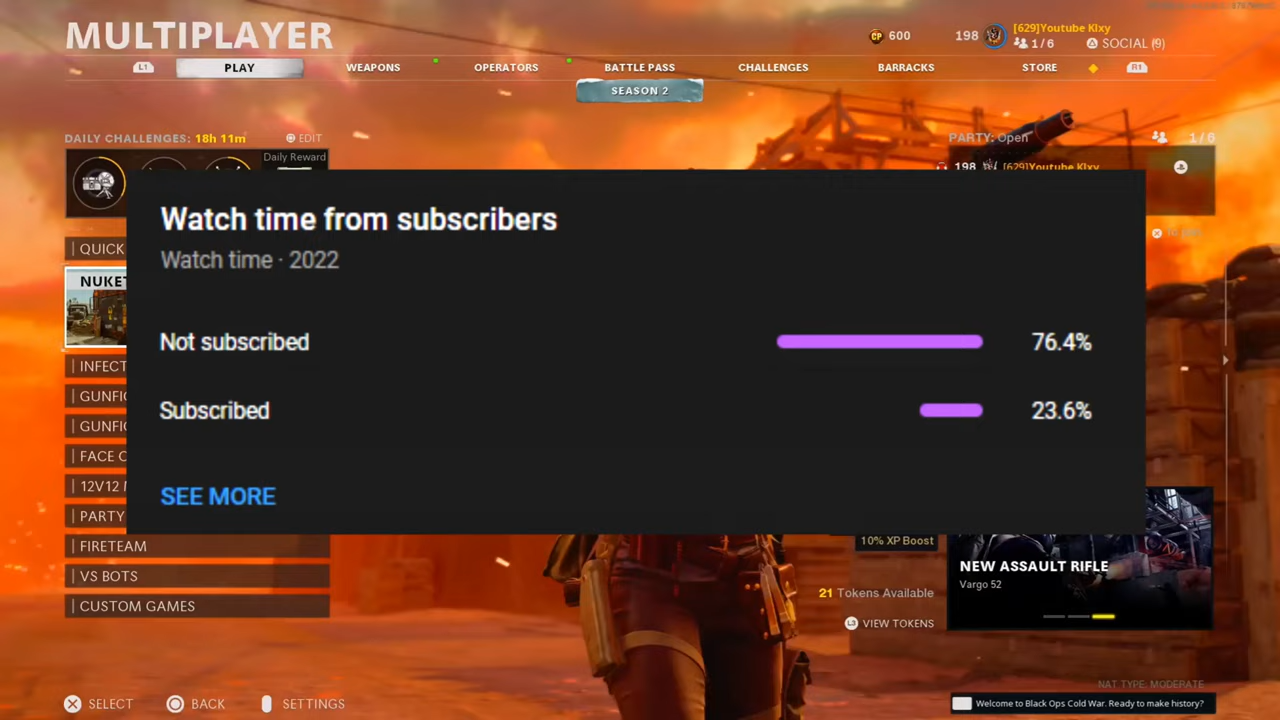 MULTIPLAYER
CP 600
198
[629]Youtube Klxy
1/6
SOCIAL (9)
L1
PLAY
WEAPONS
OPERATORS
BATTLE PASS
CHALLENGES
BARRACKS
STORE
R1
SEASON 2
DAILY CHALLENGES: 18h 11m
EDIT
PARTY: Open
1/6
Daily Reward
198 [629]Youtube Klxy
QUICK
NUKET
INFECT
GUNFI
GUNFI
FACE O
12V12
PARTY
FIRETEAM
VS BOTS
CUSTOM GAMES
Watch time from subscribers
Watch time · 2022
Not subscribed
76.4%
Subscribed
23.6%
SEE MORE
10% XP Boost
21 Tokens Available
L3 VIEW TOKENS
NEW ASSAULT RIFLE
Vargo 52
SELECT
BACK
SETTINGS
NAT TYPE: MODERATE
Welcome to Black Ops Cold War. Ready to make history?